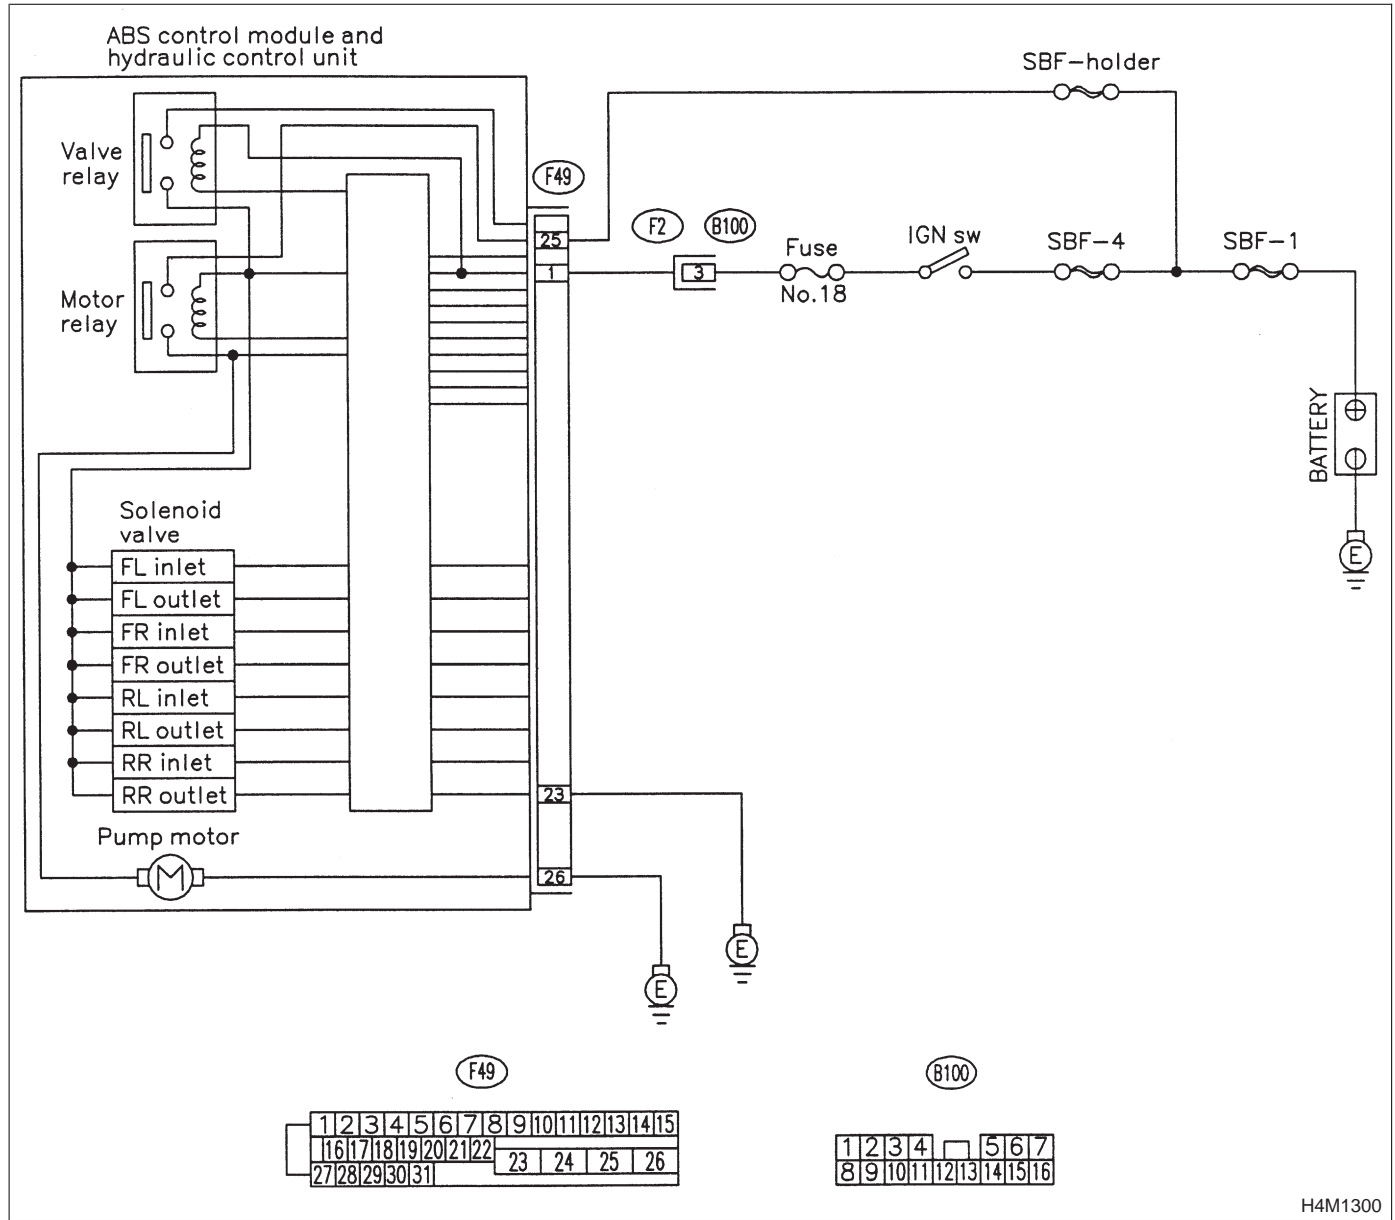 ABS control module and
hydraulic control unit
SBF-holder
Valve
relay
F49
F2
B100
Fuse
No.18
IGN sw
SBF-4
SBF-1
25
1
3
Motor
relay
BATTERY
E
Solenoid
valve
FL inlet
FL outlet
FR inlet
FR outlet
RL inlet
RL outlet
RR inlet
RR outlet
23
Pump motor
M
26
E
E
F49
1 2 3 4 5 6 7 8 9 10 11 12 13 14 15
16 17 18 19 20 21 22
23 24 25 26
27 28 29 30 31
B100
1 2 3 4 5 6 7
8 9 10 11 12 13 14 15 16
H4M1300